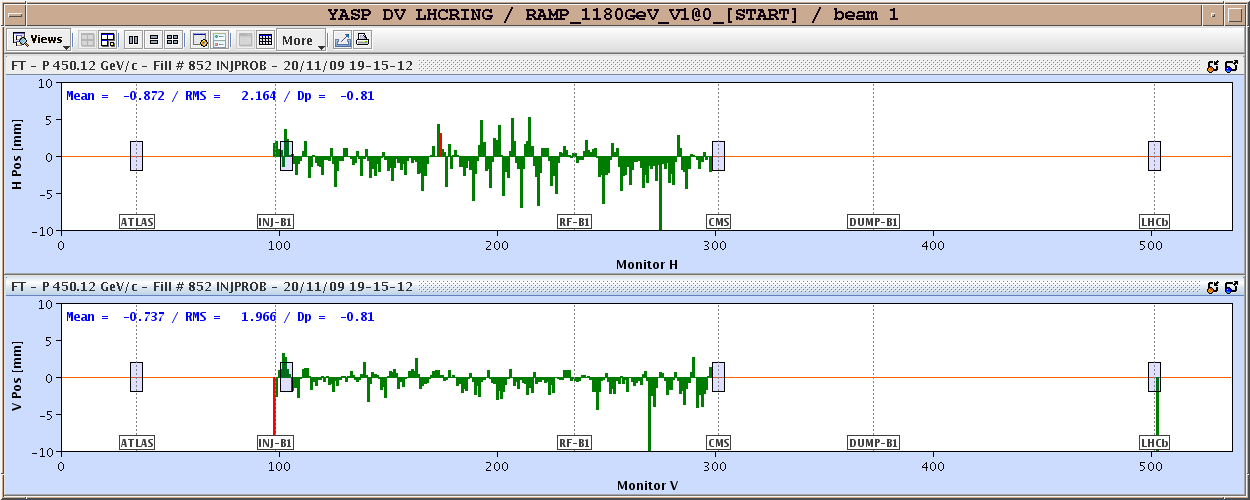 YASP DV LHCRING / RAMP_1180GeV_V1@0_[START] / beam 1
Views More
FT - P 450.12 GeV/c - Fill # 852 INJPROB - 20/11/09 19-15-12
Mean = -0.872 / RMS = 2.164 / Dp = -0.81
H Pos [mm]
10
5
0
-5
-10
ATLAS INJ-B1 RF-B1 CMS DUMP-B1 LHCb
0 100 200 300 400 500
Monitor H
FT - P 450.12 GeV/c - Fill # 852 INJPROB - 20/11/09 19-15-12
Mean = -0.737 / RMS = 1.966 / Dp = -0.81
V Pos [mm]
10
5
0
-5
-10
ATLAS INJ-B1 RF-B1 CMS DUMP-B1 LHCb
0 100 200 300 400 500
Monitor V